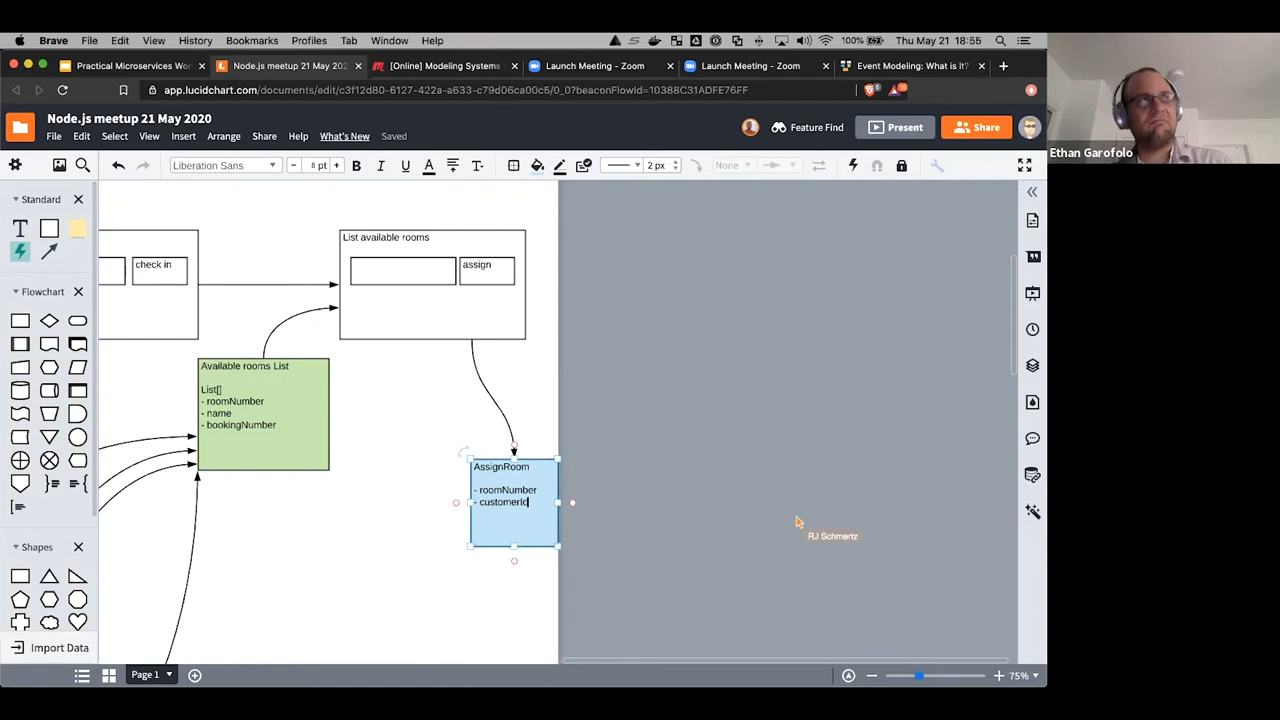 Brave File Edit View History Bookmarks Profiles Tab Window Help 100% Thu May 21 18:55
Practical Microservices Wo Node.js meetup 21 May 202 [Online] Modeling Systems Launch Meeting - Zoom Launch Meeting - Zoom Event Modeling: What is it?
app.lucidchart.com/documents/edit/c3f12d80-6127-422a-a633-c79d06ca00c5/0_0?beaconFlowId=10388C31ADFE76FF
Node.js meetup 21 May 2020
File Edit Select View Insert Arrange Share Help What's New Saved
Feature Find Present Share
Ethan Garofolo
Liberation Sans 8 pt B I U A T 2 px None
Standard
T
Flowchart
Shapes
Import Data
check in
List available rooms
assign
Available rooms List
List[]
- roomNumber
- name
- bookingNumber
AssignRoom
- roomNumber
- customerId
RJ Schmertz
Page 1 75%